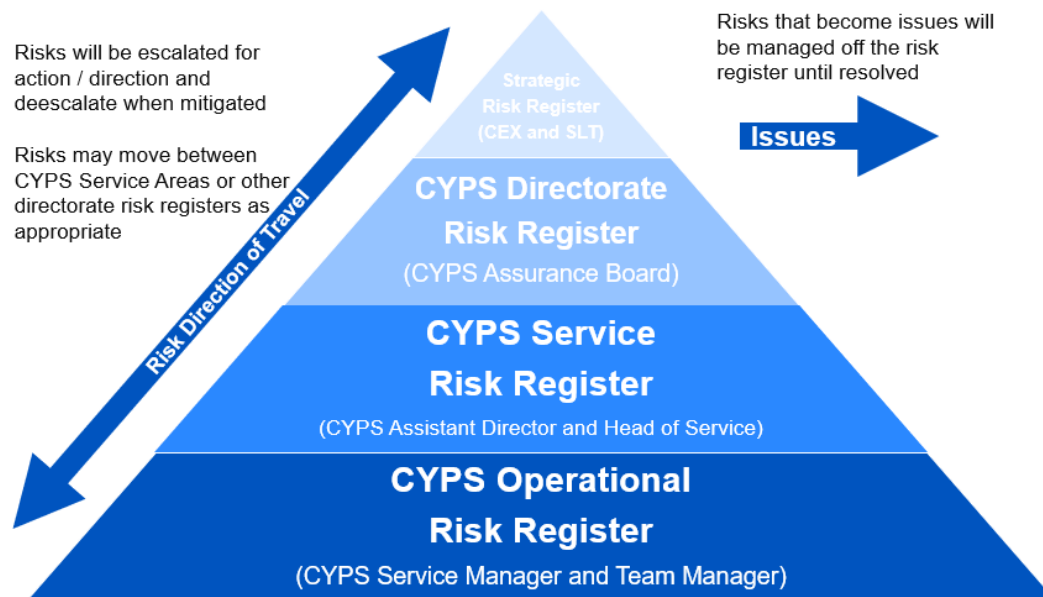 Risks will be escalated for
action / direction and
deescalate when mitigated
Risks may move between
CYPS Service Areas or other
directorate risk registers as
appropriate
Risk Direction of Travel
Risks that become issues will
be managed off the risk
register until resolved
Issues
Strategic
Risk Register
(CEX and SLT)
CYPS Directorate
Risk Register
(CYPS Assurance Board)
CYPS Service
Risk Register
(CYPS Assistant Director and Head of Service)
CYPS Operational
Risk Register
(CYPS Service Manager and Team Manager)